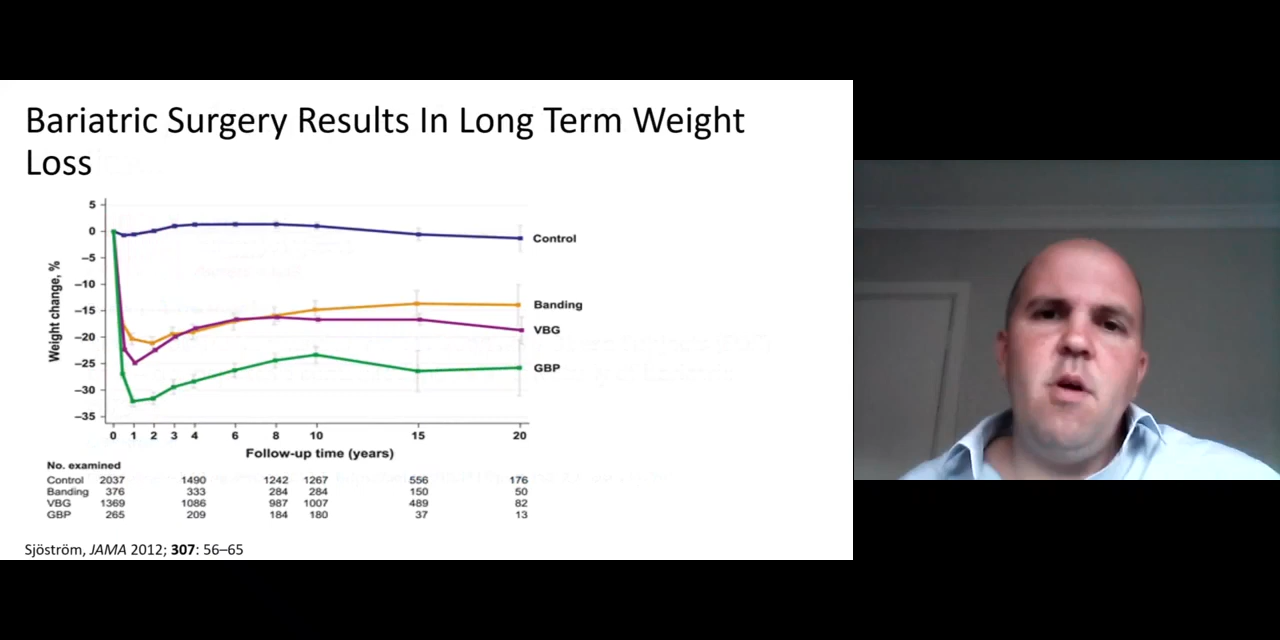 Bariatric Surgery Results In Long Term Weight
Loss
5
0
–5
–10
–15
–20
–25
–30
–35
Weight change, %
Control
Banding
VBG
GBP
0 1 2 3 4 6 8 10 15 20
Follow-up time (years)
No. examined
Control 2037 1490 1242 1267 556 176
Banding 376 333 284 284 150 50
VBG 1369 1086 987 1007 489 82
GBP 265 209 184 180 37 13
Sjöström, JAMA 2012; 307: 56–65